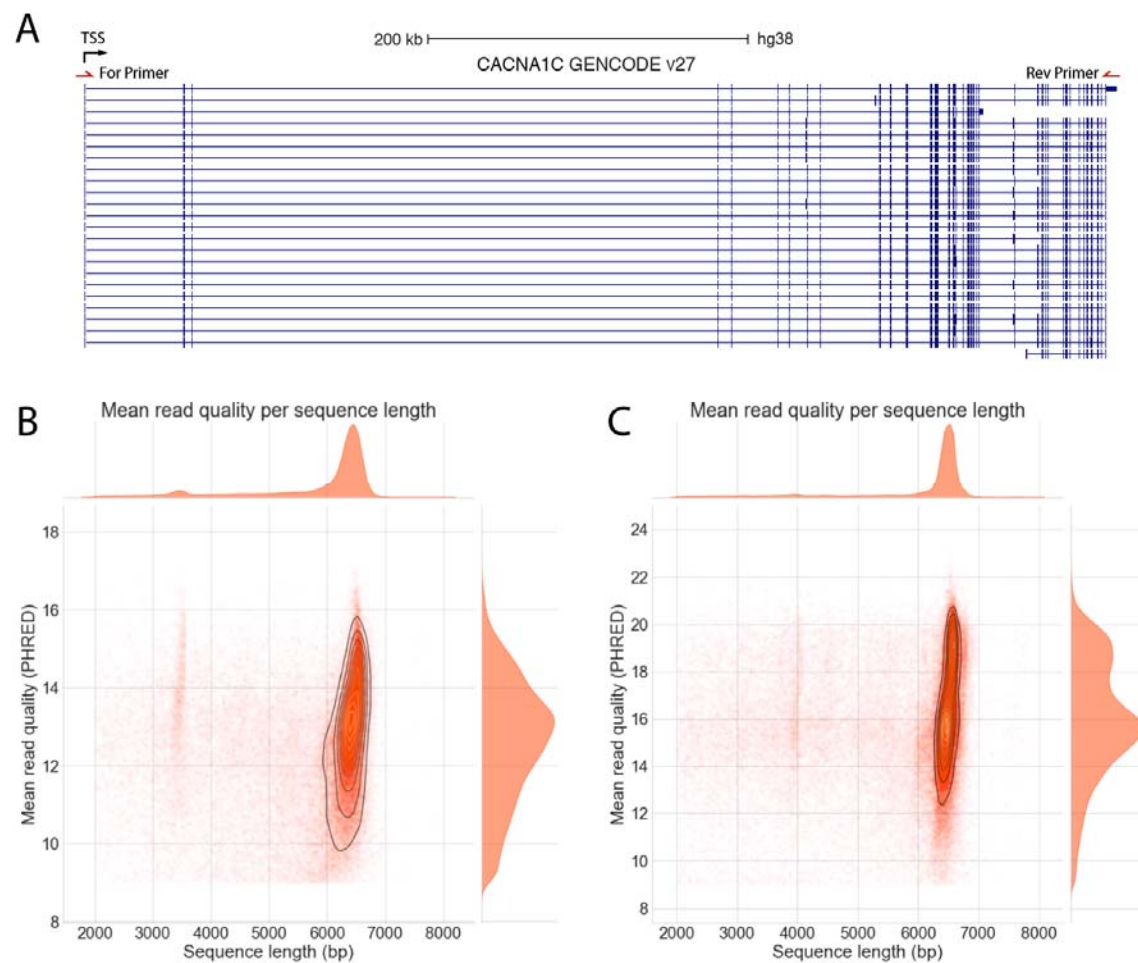 A
TSS
200 kb
hg38
For Primer
CACNA1C GENCODE v27
Rev Primer
B
Mean read quality per sequence length
18
16
14
12
10
8
Mean read quality (PHRED)
2000 3000 4000 5000 6000 7000 8000
Sequence length (bp)
C
Mean read quality per sequence length
24
22
20
18
16
14
12
10
8
Mean read quality (PHRED)
2000 3000 4000 5000 6000 7000 8000
Sequence length (bp)